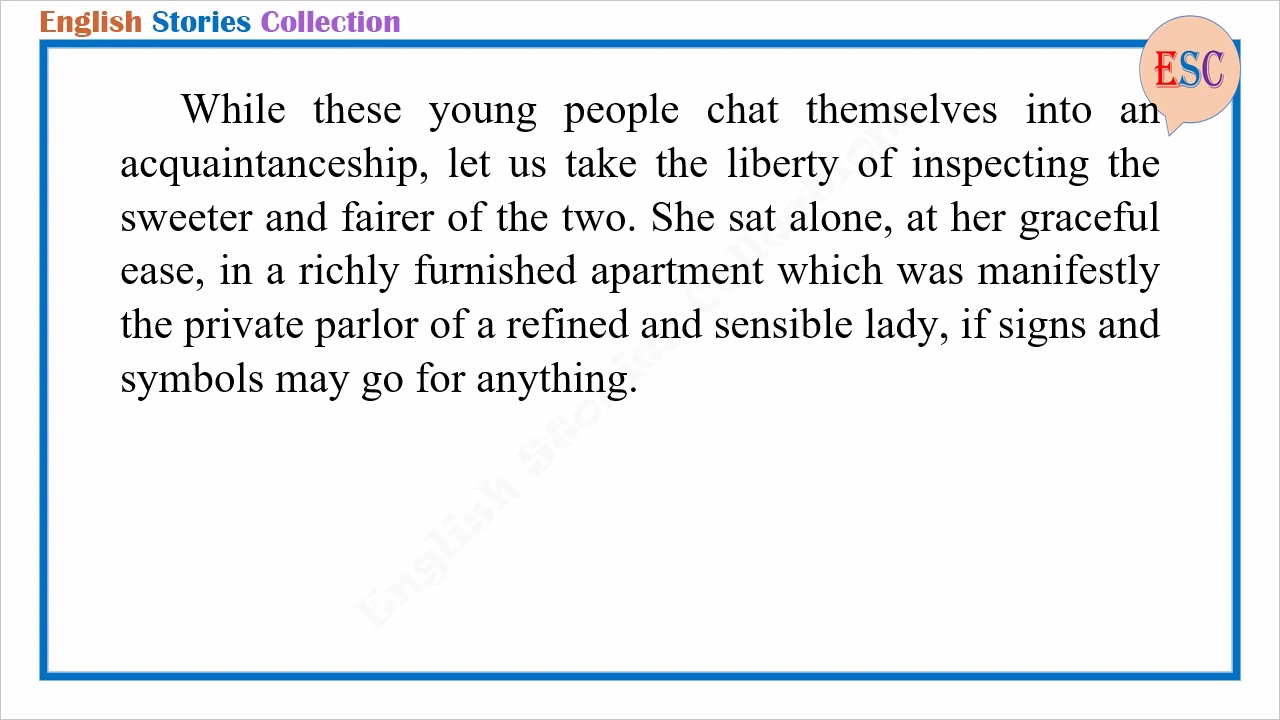 English Stories Collection
ESC
While these young people chat themselves into an
acquaintanceship, let us take the liberty of inspecting the
sweeter and fairer of the two. She sat alone, at her graceful
ease, in a richly furnished apartment which was manifestly
the private parlor of a refined and sensible lady, if signs and
symbols may go for anything.
English Stories Collection